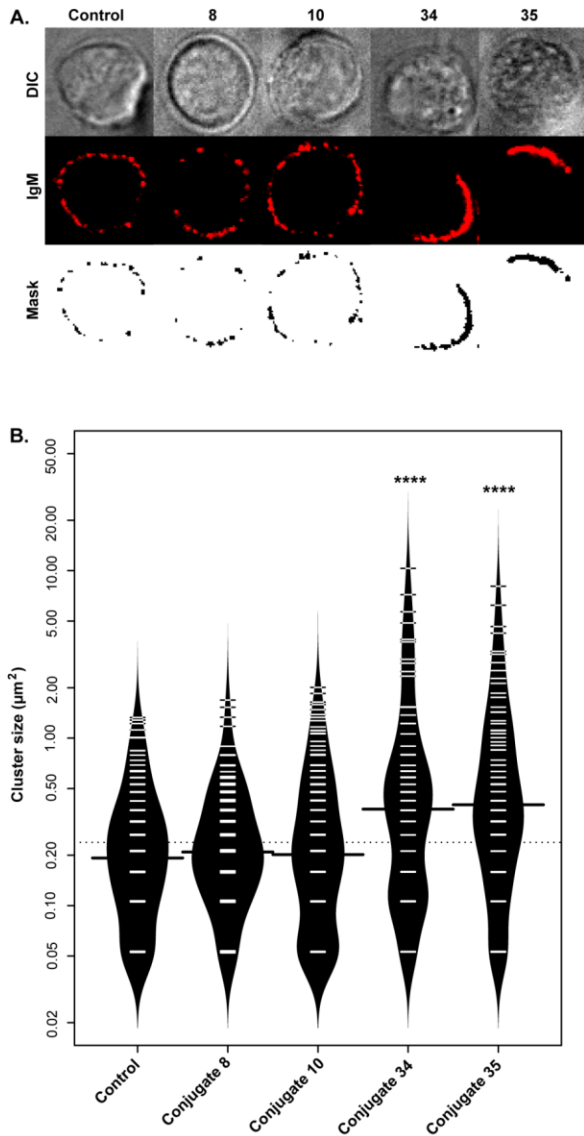 A. Control 8 10 34 35
DIC
IgM
Mask
B.
**** ****
Cluster size (µm²)
50.00
20.00
10.00
5.00
2.00
1.00
0.50
0.20
0.10
0.05
0.02
Control
Conjugate 8
Conjugate 10
Conjugate 34
Conjugate 35